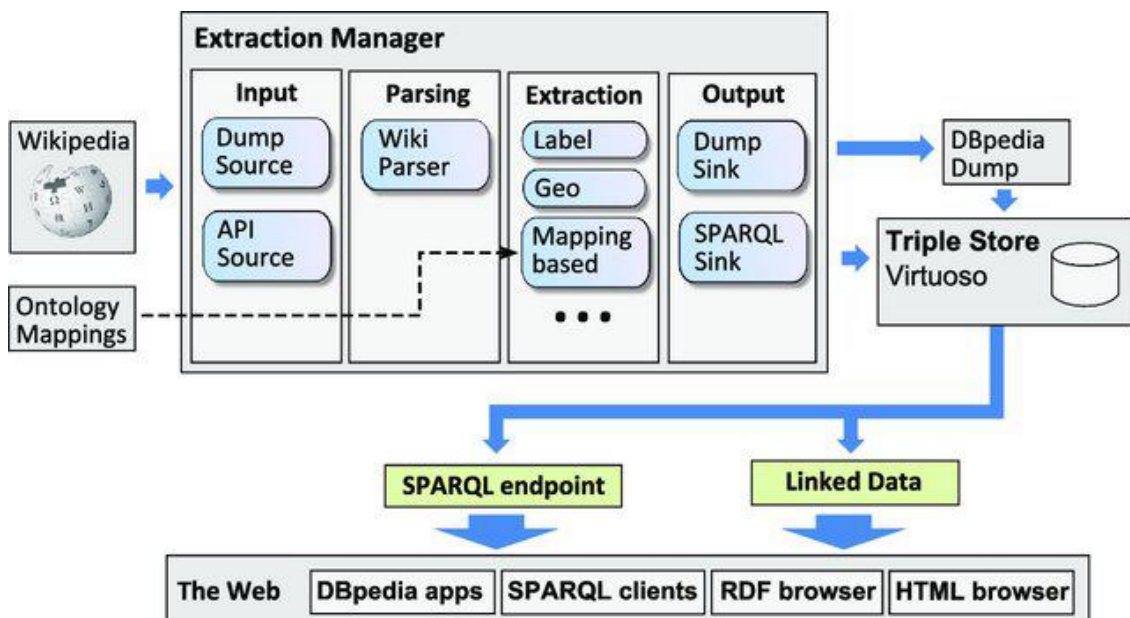 Extraction Manager
Wikipedia
Ontology
Mappings
Input
Dump
Source
API
Source
Parsing
Wiki
Parser
Extraction
Label
Geo
Mapping
based
Output
Dump
Sink
SPARQL
Sink
DBpedia
Dump
Triple Store
Virtuoso
SPARQL endpoint
Linked Data
The Web
DBpedia apps
SPARQL clients
RDF browser
HTML browser